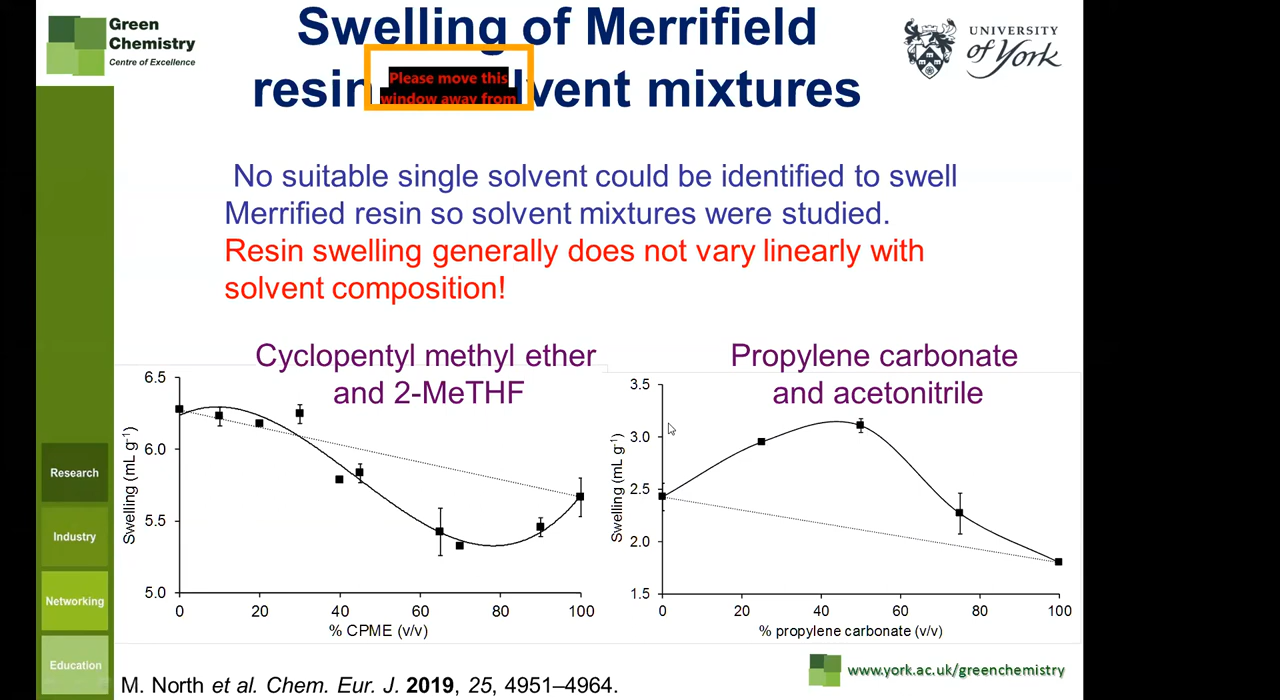 Green
Chemistry
Centre of Excellence
Swelling of Merrifield
resin lvent mixtures
Please move this
window away from
UNIVERSITY
of York
No suitable single solvent could be identified to swell
Merrified resin so solvent mixtures were studied.
Resin swelling generally does not vary linearly with
solvent composition!
Cyclopentyl methyl ether
and 2-MeTHF
6.5
6.0
5.5
5.0
Swelling (mL g⁻¹)
0 20 40 60 80 100
% CPME (v/v)
Propylene carbonate
and acetonitrile
3.5
3.0
2.5
2.0
1.5
Swelling (mL g⁻¹)
0 20 40 60 80 100
% propylene carbonate (v/v)
Research
Industry
Networking
Education
M. North et al. Chem. Eur. J. 2019, 25, 4951–4964.
www.york.ac.uk/greenchemistry